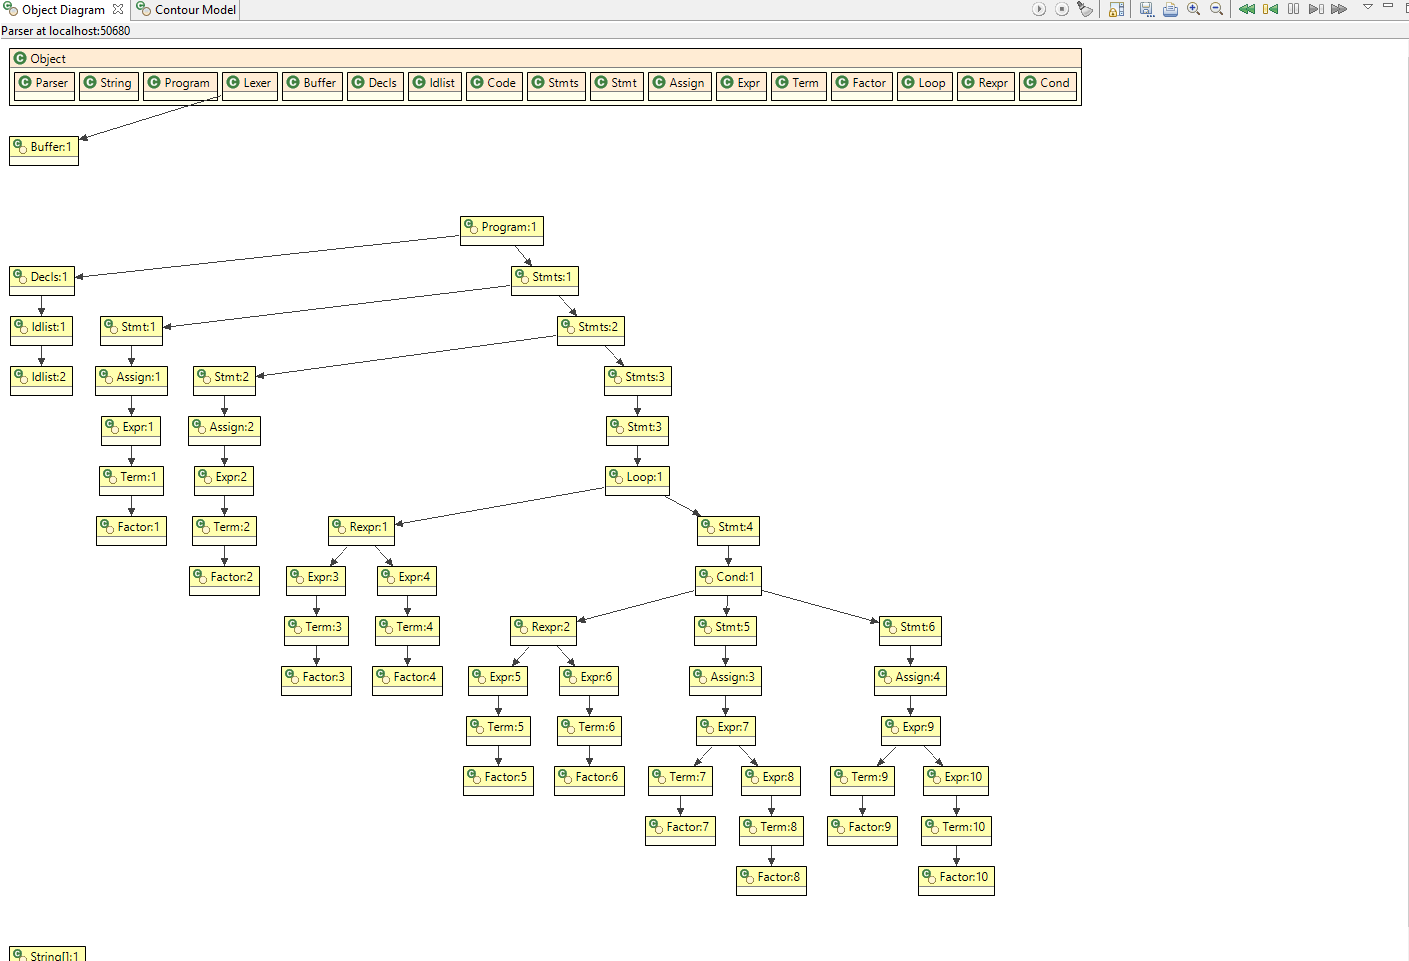 Object Diagram Contour Model
Parser at localhost:50680
Object
Parser String Program Lexer Buffer Decls Idlist Code Stmts Stmt Assign Expr Term Factor Loop Rexpr Cond
Buffer:1
Program:1
Decls:1 Stmts:1
Idlist:1 Stmt:1 Stmts:2
Idlist:2 Assign:1 Stmt:2 Stmts:3
Expr:1 Assign:2 Stmt:3
Term:1 Expr:2 Loop:1
Factor:1 Term:2 Rexpr:1 Stmt:4
Factor:2 Expr:3 Expr:4 Cond:1
Term:3 Term:4 Rexpr:2 Stmt:5 Stmt:6
Factor:3 Factor:4 Expr:5 Expr:6 Assign:3 Assign:4
Term:5 Term:6 Expr:7 Expr:9
Factor:5 Factor:6 Term:7 Expr:8 Term:9 Expr:10
Factor:7 Term:8 Factor:9 Term:10
Factor:8 Factor:10
String[]:1